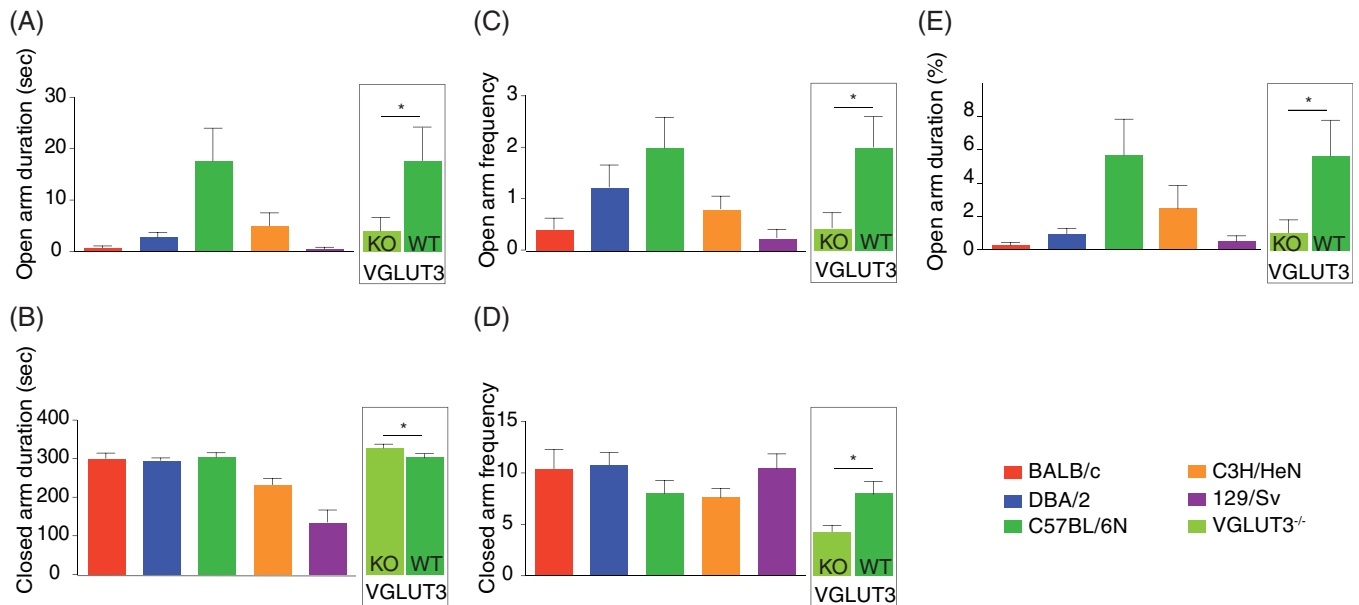 (A)
Open arm duration (sec)
30
20
10
0
*
KO WT
VGLUT3
(C)
Open arm frequency
3
2
1
0
*
KO WT
VGLUT3
(E)
Open arm duration (%)
8
6
4
2
0
*
KO WT
VGLUT3
(B)
Closed arm duration (sec)
400
300
200
100
0
*
KO WT
VGLUT3
(D)
Closed arm frequency
15
10
5
0
*
KO WT
VGLUT3
BALB/c
DBA/2
C57BL/6N
C3H/HeN
129/Sv
VGLUT3-/-